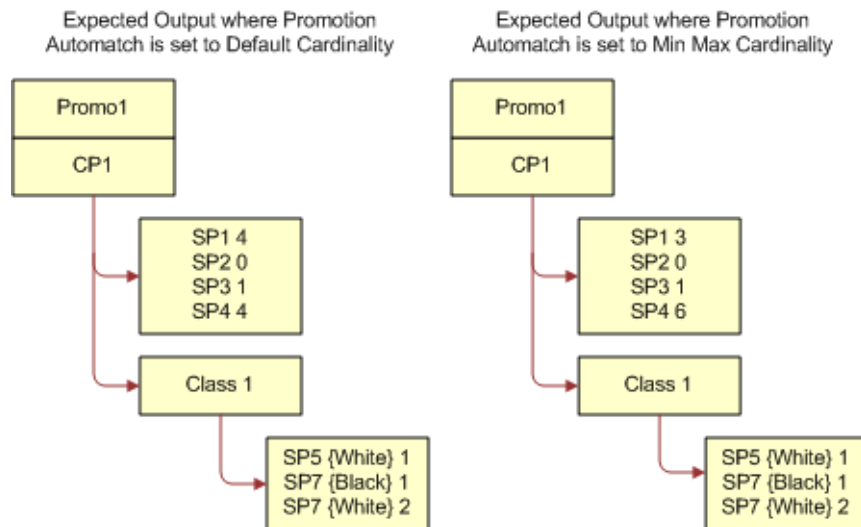 Expected Output where Promotion
Automatch is set to Default Cardinality
Promo1
CP1
SP1 4
SP2 0
SP3 1
SP4 4
Class 1
SP5 {White} 1
SP7 {Black} 1
SP7 {White} 2
Expected Output where Promotion
Automatch is set to Min Max Cardinality
Promo1
CP1
SP1 3
SP2 0
SP3 1
SP4 6
Class 1
SP5 {White} 1
SP7 {Black} 1
SP7 {White} 2